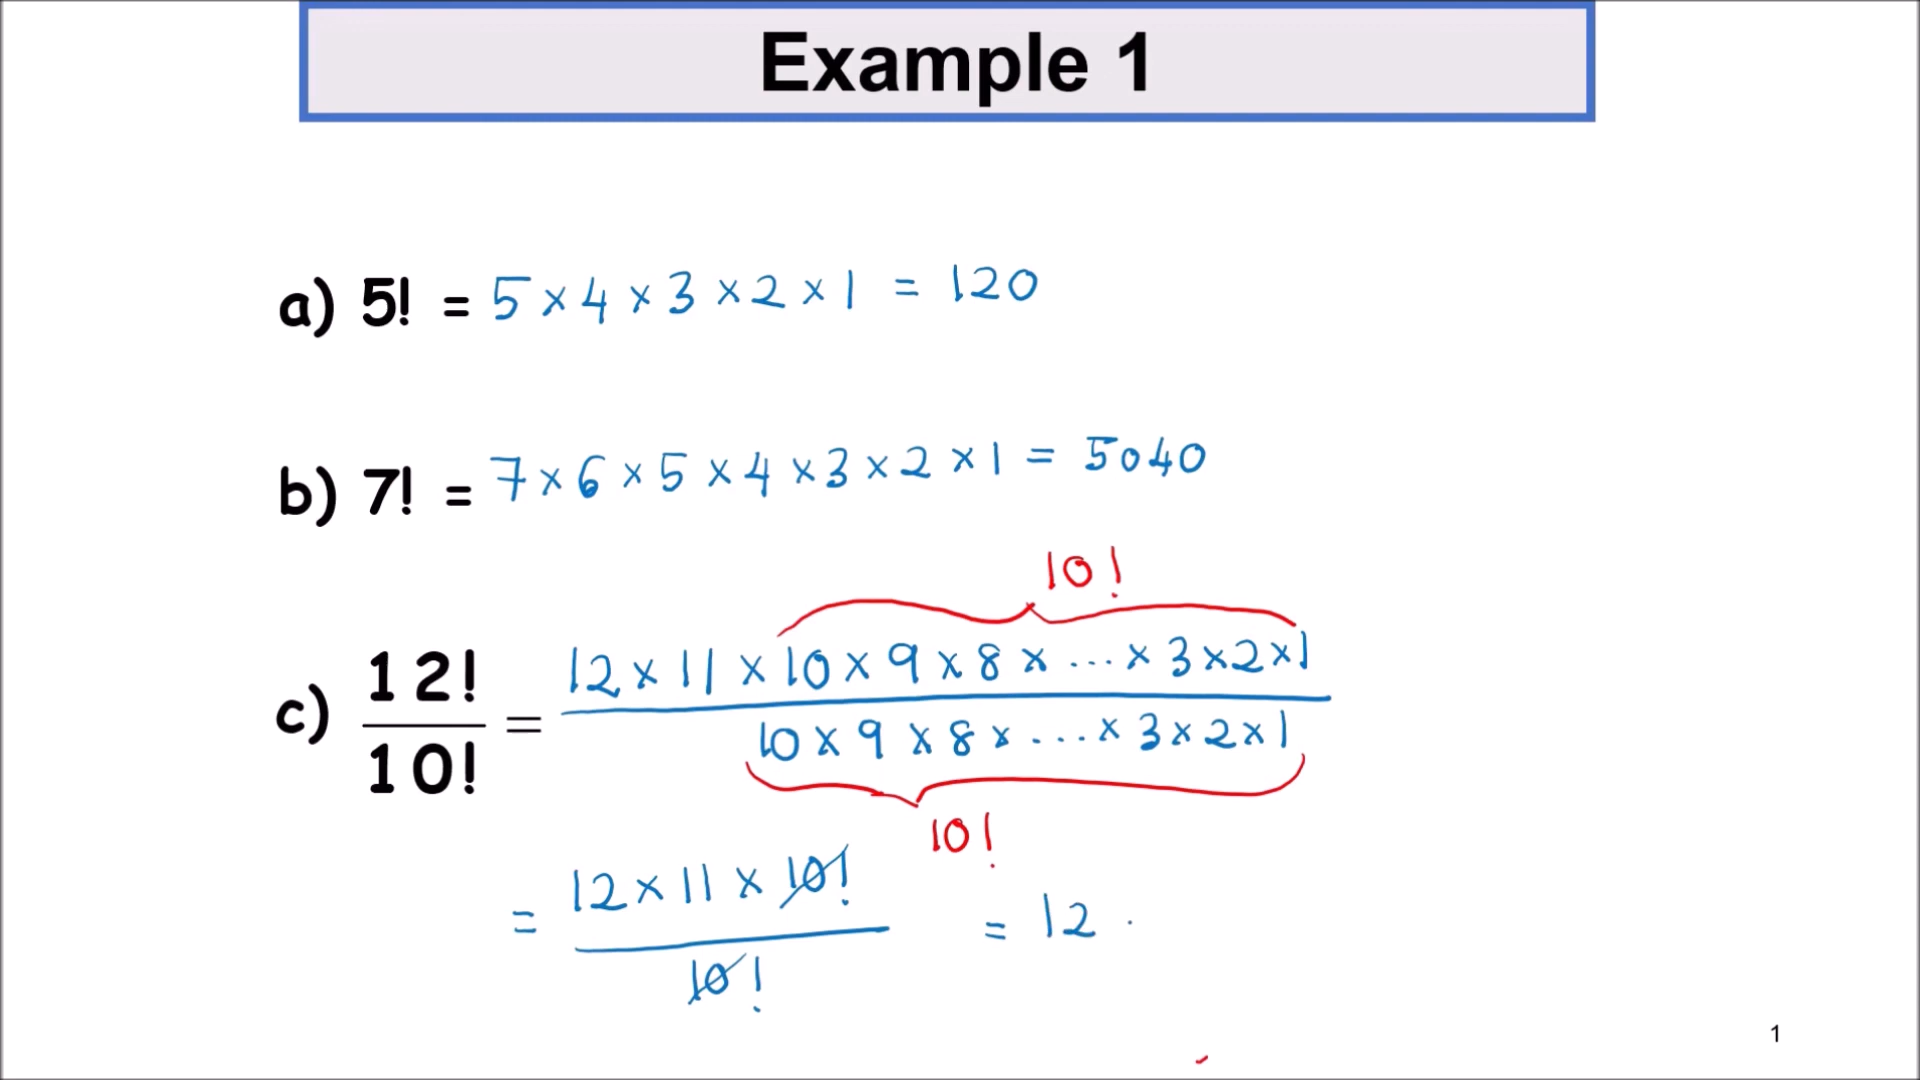 Example 1
a) 5! = 5 × 4 × 3 × 2 × 1 = 120
b) 7! = 7 × 6 × 5 × 4 × 3 × 2 × 1 = 5040
10!
c) 12! / 10! = 12 × 11 × 10 × 9 × 8 × ... × 3 × 2 × 1 / 10 × 9 × 8 × ... × 3 × 2 × 1
10!
= 12 × 11 × 10! / 10! = 12 .
1